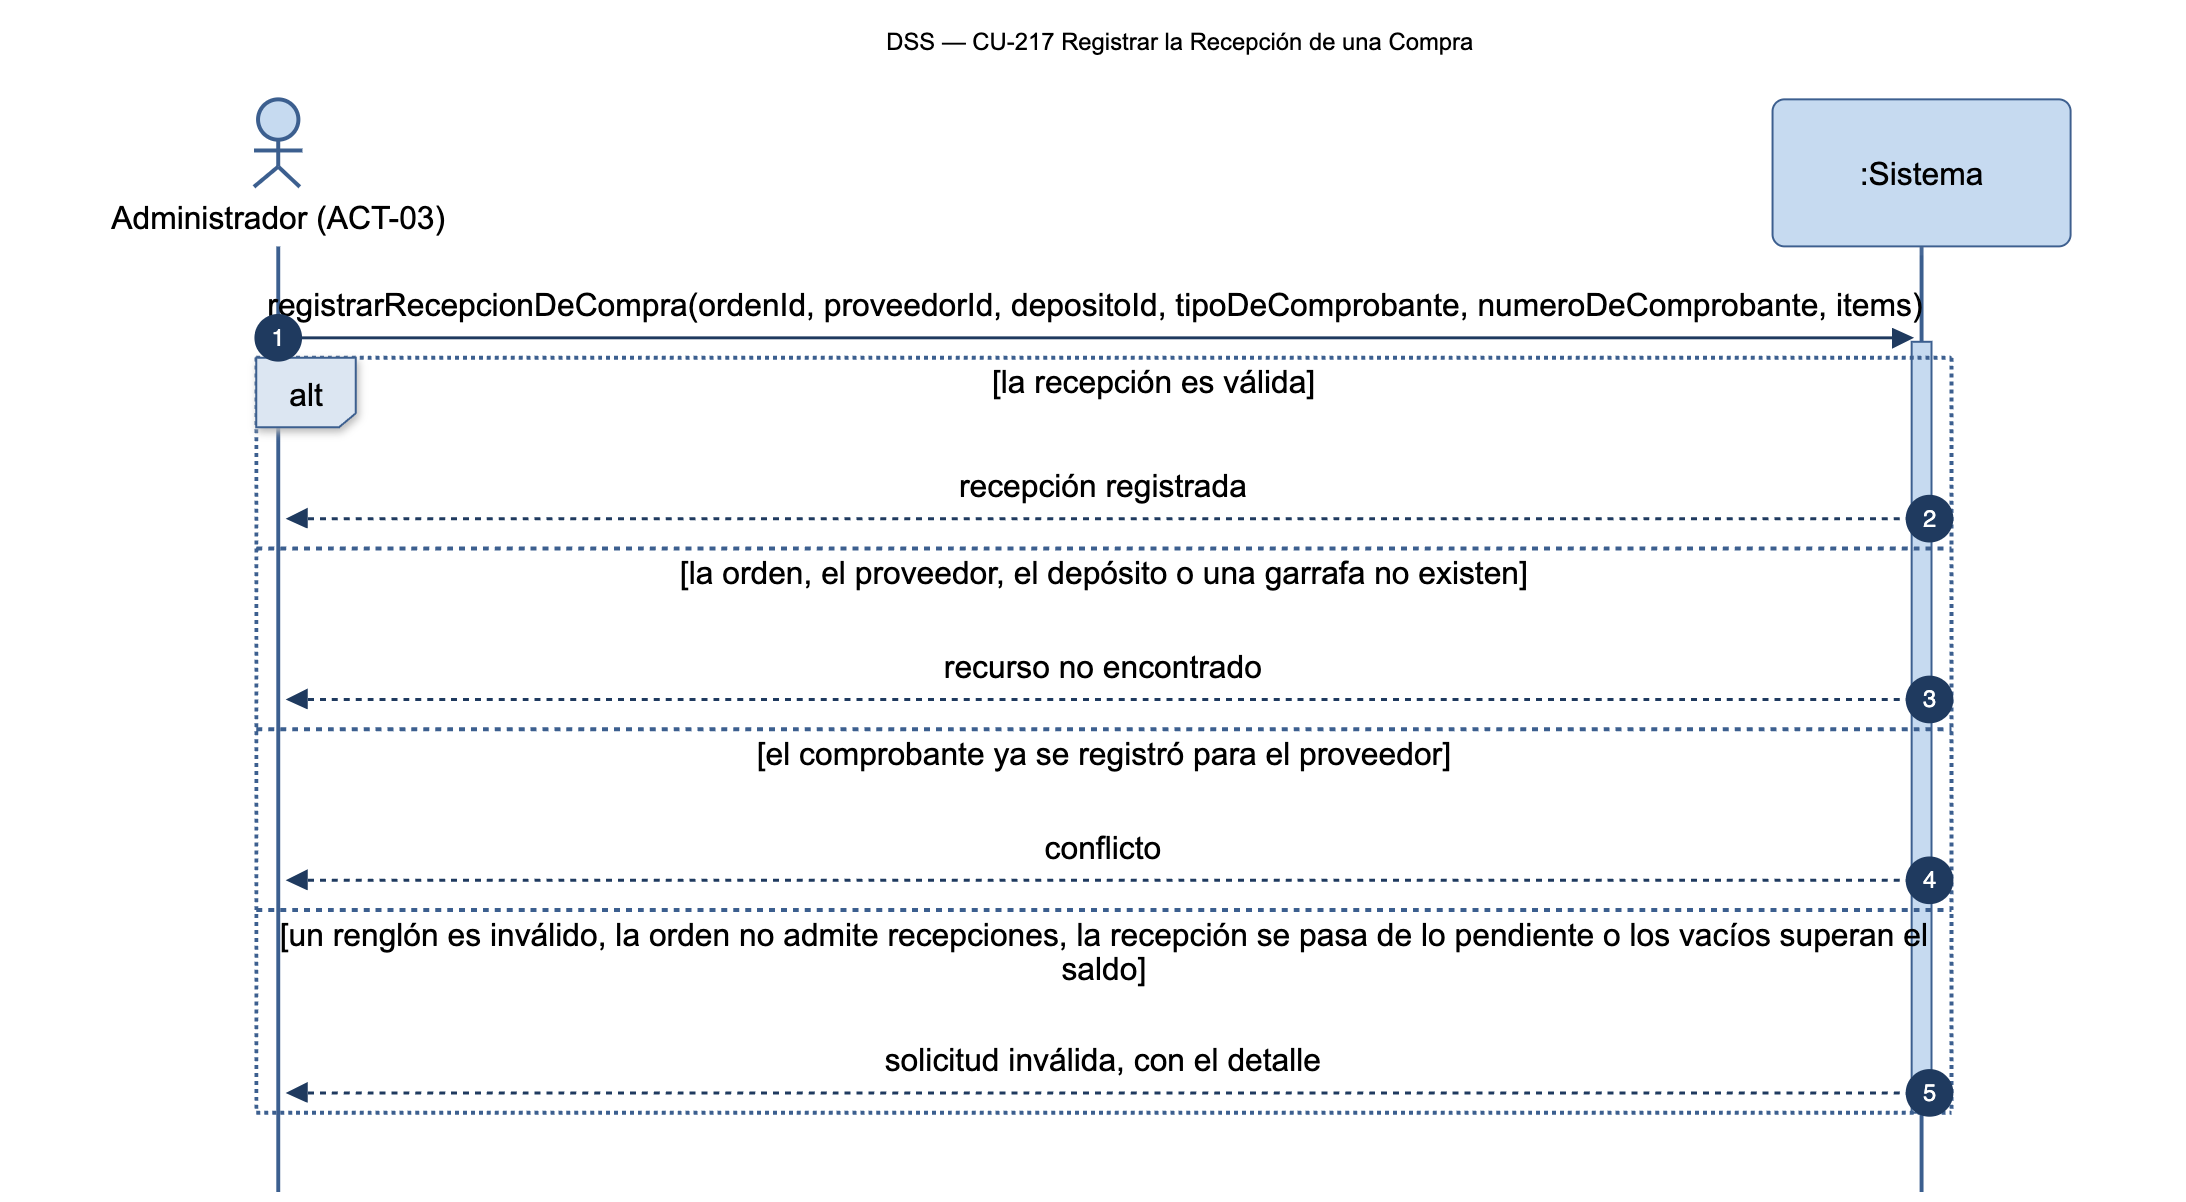 DSS — CU-217 Registrar la Recepción de una Compra
Administrador (ACT-03)
:Sistema
registrarRecepcionDeCompra(ordenId, proveedorId, depositoId, tipoDeComprobante, numeroDeComprobante, items)
1
alt
[la recepción es válida]
recepción registrada
2
[la orden, el proveedor, el depósito o una garrafa no existen]
recurso no encontrado
3
[el comprobante ya se registró para el proveedor]
conflicto
4
[un renglón es inválido, la orden no admite recepciones, la recepción se pasa de lo pendiente o los vacíos superan el
saldo]
solicitud inválida, con el detalle
5